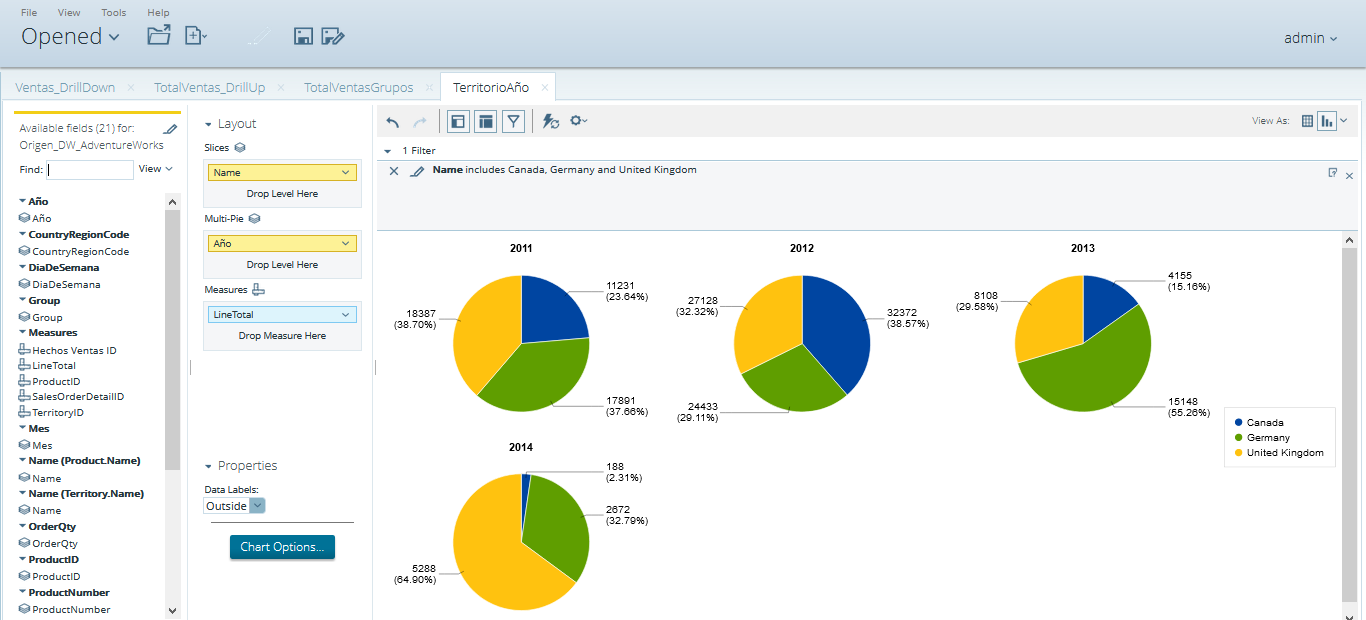 File View Tools Help
Opened
admin
Ventas_DrillDown TotalVentas_DrillUp TotalVentasGrupos TerritorioAño
Available fields (21) for:
Origen_DW_AdventureWorks
Find: View
Año
Año
CountryRegionCode
CountryRegionCode
DiaDeSemana
DiaDeSemana
Group
Group
Measures
Hechos Ventas ID
LineTotal
ProductID
SalesOrderDetailID
TerritoryID
Mes
Mes
Name (Product.Name)
Name
Name (Territory.Name)
Name
OrderQty
OrderQty
ProductID
ProductID
ProductNumber
ProductNumber
Layout
Slices
Name
Drop Level Here
Multi-Pie
Año
Drop Level Here
Measures
LineTotal
Drop Measure Here
Properties
Data Labels:
Outside
Chart Options...
View As:
1 Filter
Name includes Canada, Germany and United Kingdom
2011
11231
(23.64%)
18387
(38.70%)
17891
(37.66%)
2012
27128
(32.32%)
32372
(38.57%)
24433
(29.11%)
2013
4155
(15.16%)
8108
(29.58%)
15148
(55.26%)
2014
188
(2.31%)
2672
(32.79%)
5288
(64.90%)
Canada
Germany
United Kingdom